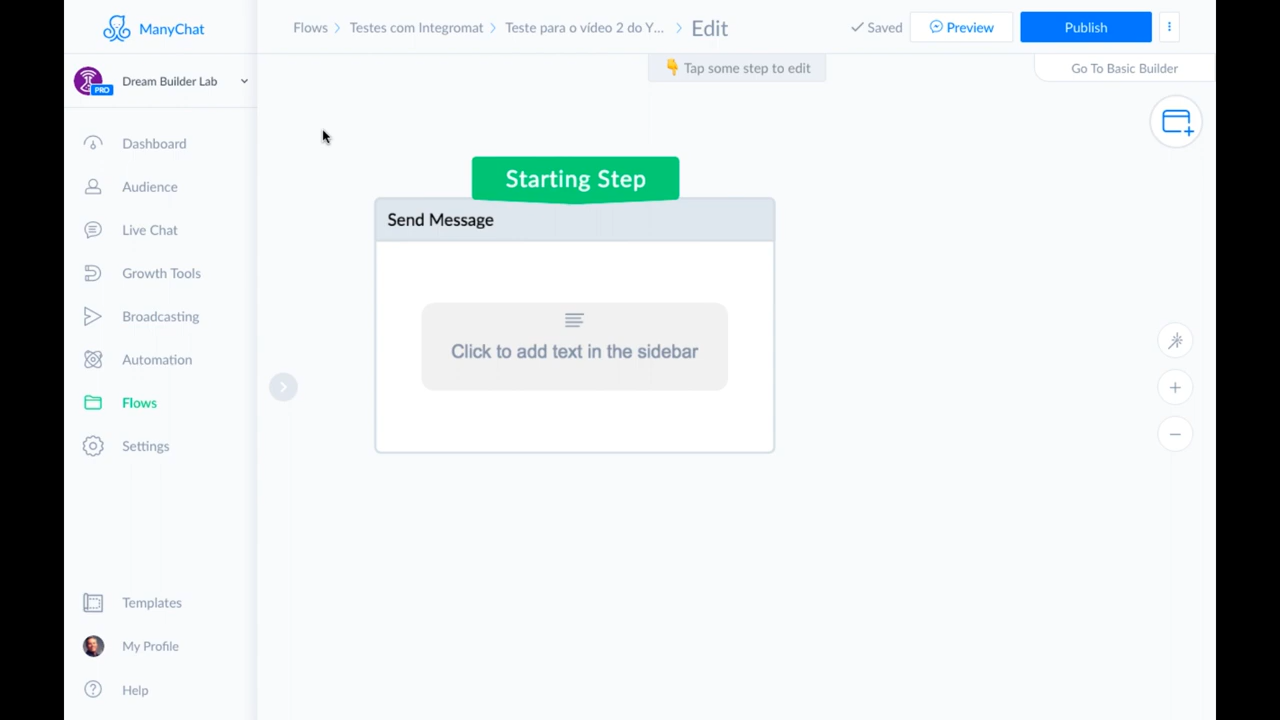 ManyChat
Flows Testes com Integromat Teste para o vídeo 2 do Y... Edit
Saved
Preview
Publish
Dream Builder Lab
PRO
Tap some step to edit
Go To Basic Builder
Dashboard
Audience
Live Chat
Growth Tools
Broadcasting
Automation
Flows
Settings
Templates
My Profile
Help
Starting Step
Send Message
Click to add text in the sidebar